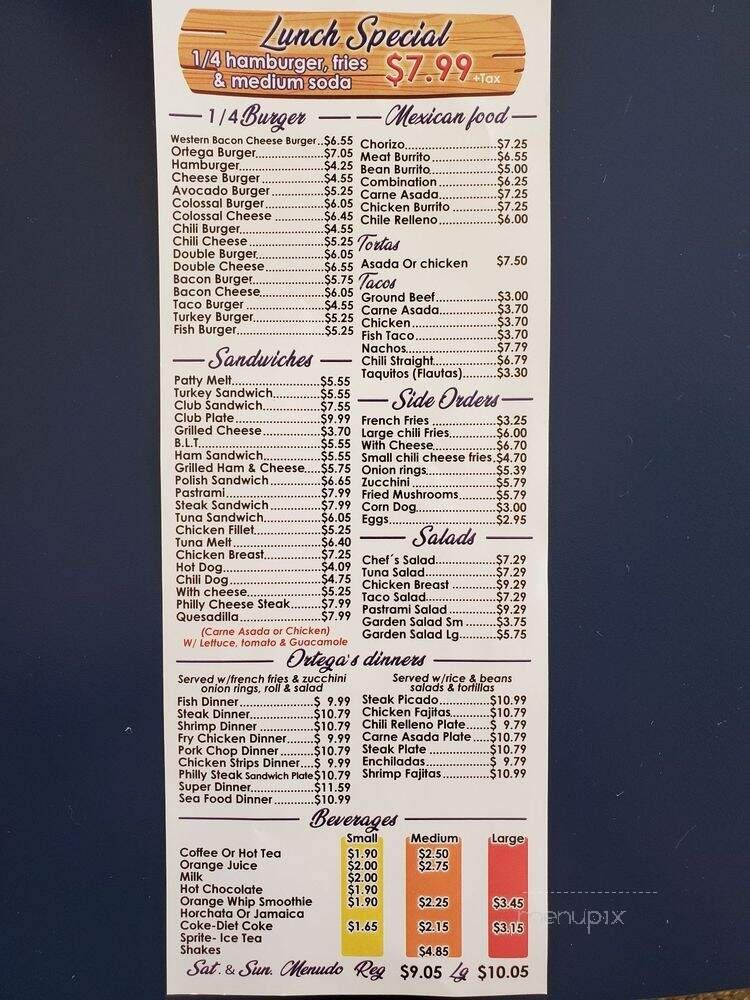 Lunch Special
1/4 hamburger, fries
& medium soda
$7.99 +Tax
1/4 Burger
Western Bacon Cheese Burger..$6.55
Ortega Burger.................$7.05
Hamburger....................$4.25
Cheese Burger...............$4.55
Avocado Burger.............$5.25
Colossal Burger..............$6.05
Colossal Cheese............$6.45
Chili Burger....................$4.55
Chili Cheese..................$5.25
Double Burger................$6.05
Double Cheese..............$6.55
Bacon Burger.................$5.75
Bacon Cheese...............$6.05
Taco Burger...................$4.55
Turkey Burger.................$5.25
Fish Burger.....................$5.25
Sandwiches
Patty Melt......................$5.55
Turkey Sandwich............$5.55
Club Sandwich...............$7.55
Club Plate.....................$9.99
Grilled Cheese...............$3.70
B.L.T..............................$5.55
Ham Sandwich...............$5.55
Grilled Ham & Cheese....$5.75
Polish Sandwich.............$6.65
Pastrami........................$7.99
Steak Sandwich.............$7.99
Tuna Sandwich..............$6.05
Chicken Fillet.................$5.25
Tuna Melt......................$6.40
Chicken Breast..............$7.25
Hot Dog........................$4.09
Chili Dog.......................$4.75
With cheese..................$5.25
Philly Cheese Steak........$7.99
Quesadilla.....................$7.99
(Carne Asada or Chicken)
W/ Lettuce, tomato & Guacamole
Mexican food
Chorizo.......................$7.25
Meat Burrito................$6.55
Bean Burrito................$5.00
Combination...............$6.25
Carne Asada...............$7.25
Chicken Burrito...........$7.25
Chile Relleno...............$6.00
Tortas
Asada Or chicken $7.50
Tacos
Ground Beef...............$3.00
Carne Asada...............$3.70
Chicken......................$3.70
Fish Taco....................$3.70
Nachos.......................$7.79
Chili Straight................$6.79
Taquitos (Flautas).........$3.30
Side Orders
French Fries................$3.25
Large chili Fries............$6.00
With Cheese................$6.70
Small chili cheese fries.$4.70
Onion rings..................$5.39
Zucchini......................$5.79
Fried Mushrooms.........$5.79
Corn Dog....................$3.00
Eggs...........................$2.95
Salads
Chef´s Salad................$7.29
Tuna Salad..................$7.29
Chicken Breast............$9.29
Taco Salad..................$7.29
Pastrami Salad............$9.29
Garden Salad Sm........$3.75
Garden Salad Lg.........$5.75
Ortega's dinners
Served w/french fries & zucchini
onion rings, roll & salad
Fish Dinner...................$ 9.99
Steak Dinner................$10.79
Shrimp Dinner..............$10.79
Fry Chicken Dinner.......$ 9.99
Pork Chop Dinner.........$10.79
Chicken Strips Dinner....$ 9.99
Philly Steak Sandwich Plate$10.79
Super Dinner................$11.59
Sea Food Dinner...........$10.99
Served w/rice & beans
salads & tortillas
Steak Picado.............$10.99
Chicken Fajitas..........$10.79
Chili Relleno Plate......$ 9.79
Carne Asada Plate.....$10.79
Steak Plate................$10.79
Enchiladas.................$ 9.79
Shrimp Fajitas............$10.99
Beverages
Small Medium Large
Coffee Or Hot Tea $1.90 $2.50
Orange Juice $2.00 $2.75
Milk $2.00
Hot Chocolate $1.90
Orange Whip Smoothie $1.90 $2.25 $3.45
Horchata Or Jamaica
Coke-Diet Coke $1.65 $2.15 $3.15
Sprite- Ice Tea
Shakes $4.85
Sat. & Sun. Menudo Reg $9.05 Lg $10.05
menupix